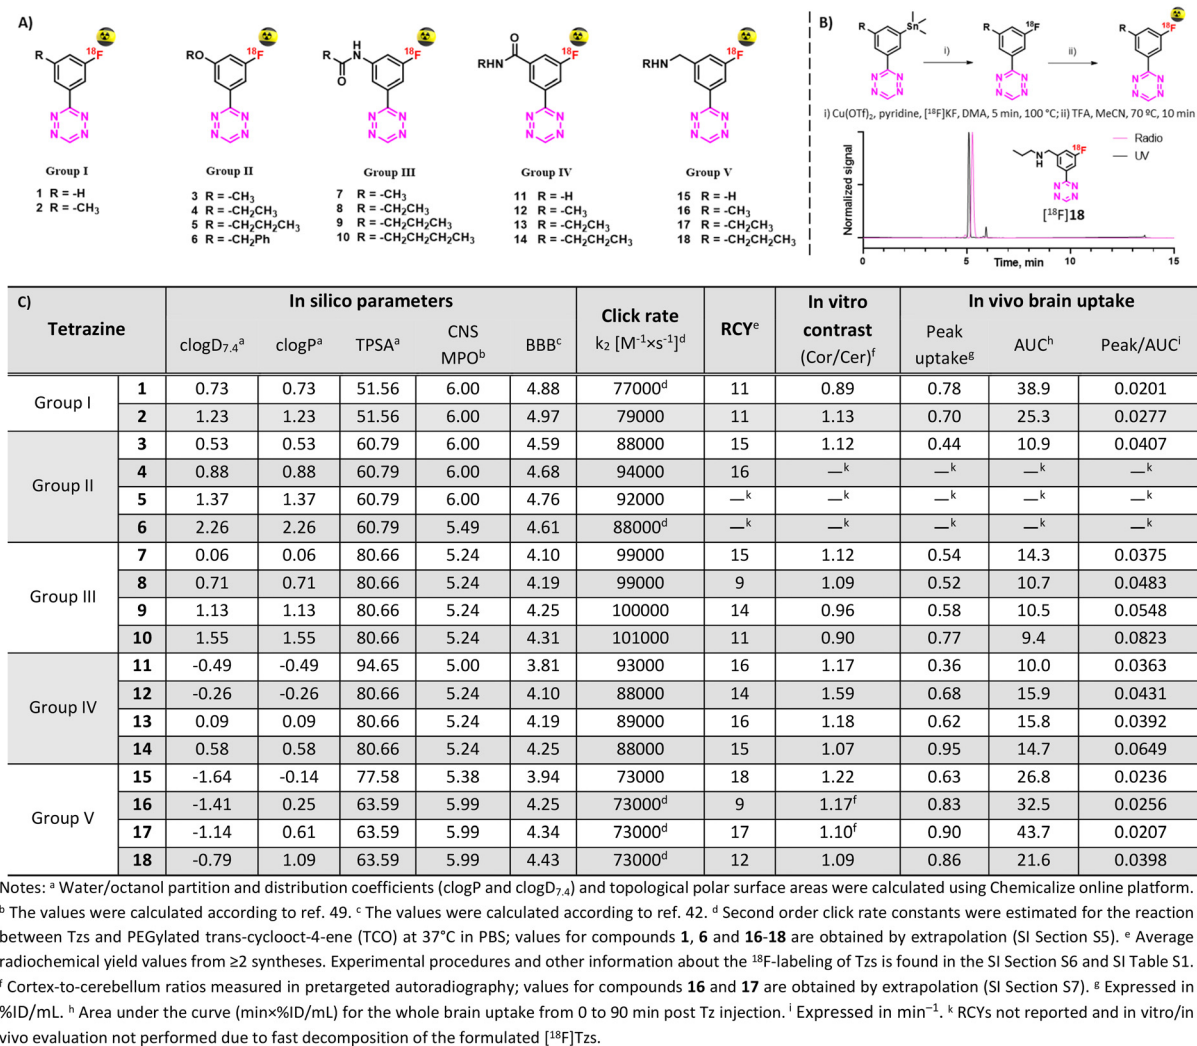 A)
R
18F
RO
18F
R
H
N
O
18F
O
RHN
18F
RHN
18F
N
N
N
N
Group I
1 R = -H
2 R = -CH3
Group II
3 R = -CH3
4 R = -CH2CH3
5 R = -CH2CH2CH3
6 R = -CH2Ph
Group III
7 R = -CH3
8 R = -CH2CH3
9 R = -CH2CH2CH3
10 R = -CH2CH2CH2CH3
Group IV
11 R = -H
12 R = -CH3
13 R = -CH2CH3
14 R = -CH2CH2CH3
Group V
15 R = -H
16 R = -CH3
17 R = -CH2CH3
18 R = -CH2CH2CH3
B)
R
Sn
i)
R
18F
ii)
R
18F
i) Cu(OTf)2, pyridine, [18F]KF, DMA, 5 min, 100 °C; ii) TFA, MeCN, 70 ºC, 10 min
Radio
UV
N
H
18F
[18F]18
Normalized signal
0 5 10 15
Time, min
C)
Tetrazine
In silico parameters
Click rate
k2 [M-1×s-1]d
RCYe
In vitro
contrast
(Cor/Cer)f
In vivo brain uptake
clogD7.4a clogPa TPSAa CNS MPOb BBBc
Peak uptakeg AUCh Peak/AUCi
Group I
1 0.73 0.73 51.56 6.00 4.88 77000d 11 0.89 0.78 38.9 0.0201
2 1.23 1.23 51.56 6.00 4.97 79000 11 1.13 0.70 25.3 0.0277
Group II
3 0.53 0.53 60.79 6.00 4.59 88000 15 1.12 0.44 10.9 0.0407
4 0.88 0.88 60.79 6.00 4.68 94000 16 —k —k —k —k
5 1.37 1.37 60.79 6.00 4.76 92000 —k —k —k —k —k
6 2.26 2.26 60.79 5.49 4.61 88000d —k —k —k —k —k
Group III
7 0.06 0.06 80.66 5.24 4.10 99000 15 1.12 0.54 14.3 0.0375
8 0.71 0.71 80.66 5.24 4.19 99000 9 1.09 0.52 10.7 0.0483
9 1.13 1.13 80.66 5.24 4.25 100000 14 0.96 0.58 10.5 0.0548
10 1.55 1.55 80.66 5.24 4.31 101000 11 0.90 0.77 9.4 0.0823
Group IV
11 -0.49 -0.49 94.65 5.00 3.81 93000 16 1.17 0.36 10.0 0.0363
12 -0.26 -0.26 80.66 5.24 4.10 88000 14 1.59 0.68 15.9 0.0431
13 0.09 0.09 80.66 5.24 4.19 89000 16 1.18 0.62 15.8 0.0392
14 0.58 0.58 80.66 5.24 4.25 88000 15 1.07 0.95 14.7 0.0649
Group V
15 -1.64 -0.14 77.58 5.38 3.94 73000 18 1.22 0.63 26.8 0.0236
16 -1.41 0.25 63.59 5.99 4.25 73000d 9 1.17f 0.83 32.5 0.0256
17 -1.14 0.61 63.59 5.99 4.34 73000d 17 1.10f 0.90 43.7 0.0207
18 -0.79 1.09 63.59 5.99 4.43 73000d 12 1.09 0.86 21.6 0.0398
Notes: a Water/octanol partition and distribution coefficients (clogP and clogD7.4) and topological polar surface areas were calculated using Chemicalize online platform.
b The values were calculated according to ref. 49. c The values were calculated according to ref. 42. d Second order click rate constants were estimated for the reaction
between Tzs and PEGylated trans-cyclooct-4-ene (TCO) at 37°C in PBS; values for compounds 1, 6 and 16-18 are obtained by extrapolation (SI Section S5). e Average
radiochemical yield values from ≥2 syntheses. Experimental procedures and other information about the 18F-labeling of Tzs is found in the SI Section S6 and SI Table S1.
f Cortex-to-cerebellum ratios measured in pretargeted autoradiography; values for compounds 16 and 17 are obtained by extrapolation (SI Section S7). g Expressed in
%ID/mL. h Area under the curve (min×%ID/mL) for the whole brain uptake from 0 to 90 min post Tz injection. i Expressed in min–1. k RCYs not reported and in vitro/in
vivo evaluation not performed due to fast decomposition of the formulated [18F]Tzs.